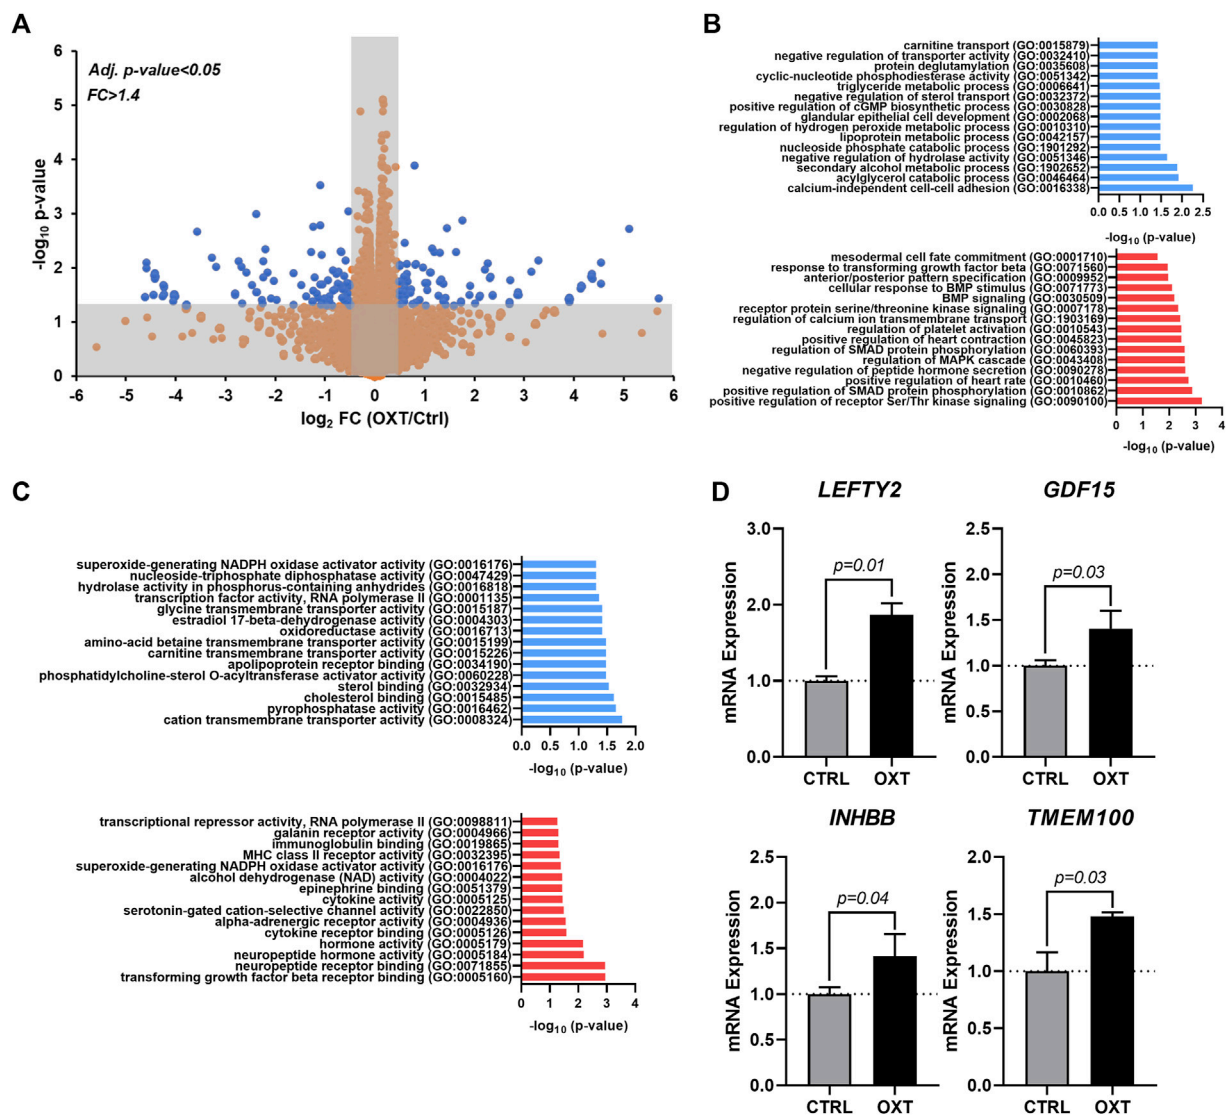 A
Adj. p-value<0.05
FC>1.4
-log10 p-value
6
5
4
3
2
1
0
-6 -5 -4 -3 -2 -1 0 1 2 3 4 5 6
log2 FC (OXT/Ctrl)
B
carnitine transport (GO:0015879)
negative regulation of transporter activity (GO:0032410)
protein deglutamylation (GO:0035608)
cyclic-nucleotide phosphodiesterase activity (GO:0051342)
triglyceride metabolic process (GO:0006641)
negative regulation of sterol transport (GO:0032372)
positive regulation of cGMP biosynthetic process (GO:0030828)
glandular epithelial cell development (GO:0002068)
regulation of hydrogen peroxide metabolic process (GO:0010310)
lipoprotein metabolic process (GO:0042157)
nucleoside phosphate catabolic process (GO:1901292)
negative regulation of hydrolase activity (GO:0051346)
secondary alcohol metabolic process (GO:1902652)
acylglycerol catabolic process (GO:0046464)
calcium-independent cell-cell adhesion (GO:0016338)
0.0 0.5 1.0 1.5 2.0 2.5
-log10 (p-value)
mesodermal cell fate commitment (GO:0001710)
response to transforming growth factor beta (GO:0071560)
anterior/posterior pattern specification (GO:0009952)
cellular response to BMP stimulus (GO:0071773)
BMP signaling (GO:0030509)
receptor protein serine/threonine kinase signaling (GO:0007178)
regulation of calcium ion transmembrane transport (GO:1903169)
regulation of platelet activation (GO:0010543)
positive regulation of heart contraction (GO:0045823)
regulation of SMAD protein phosphorylation (GO:0060393)
regulation of MAPK cascade (GO:0043408)
negative regulation of peptide hormone secretion (GO:0090278)
positive regulation of heart rate (GO:0010460)
positive regulation of SMAD protein phosphorylation (GO:0010862)
positive regulation of receptor Ser/Thr kinase signaling (GO:0090100)
0 1 2 3 4
-log10 (p-value)
C
superoxide-generating NADPH oxidase activator activity (GO:0016176)
nucleoside-triphosphate diphosphatase activity (GO:0047429)
hydrolase activity in phosphorus-containing anhydrides (GO:0016818)
transcription factor activity, RNA polymerase II (GO:0001135)
glycine transmembrane transporter activity (GO:0015187)
estradiol 17-beta-dehydrogenase activity (GO:0004303)
oxidoreductase activity (GO:0016713)
amino-acid betaine transmembrane transporter activity (GO:0015199)
carnitine transmembrane transporter activity (GO:0015226)
apolipoprotein receptor binding (GO:0034190)
phosphatidylcholine-sterol O-acyltransferase activator activity (GO:0060228)
sterol binding (GO:0032934)
cholesterol binding (GO:0015485)
pyrophosphatase activity (GO:0016462)
cation transmembrane transporter activity (GO:0008324)
0.0 0.5 1.0 1.5 2.0
-log10 (p-value)
transcriptional repressor activity, RNA polymerase II (GO:0098811)
galanin receptor activity (GO:0004966)
immunoglobulin binding (GO:0019865)
MHC class II receptor activity (GO:0032395)
superoxide-generating NADPH oxidase activator activity (GO:0016176)
alcohol dehydrogenase (NAD) activity (GO:0004022)
epinephrine binding (GO:0051379)
cytokine activity (GO:0005125)
serotonin-gated cation-selective channel activity (GO:0022850)
alpha-adrenergic receptor activity (GO:0004936)
cytokine receptor binding (GO:0005126)
hormone activity (GO:0005179)
neuropeptide hormone activity (GO:0005184)
neuropeptide receptor binding (GO:0071855)
transforming growth factor beta receptor binding (GO:0005160)
0 1 2 3 4
-log10 (p-value)
D
LEFTY2
mRNA Expression
3.0
2.0
1.0
0.0
p=0.01
CTRL OXT
GDF15
mRNA Expression
2.5
2.0
1.5
1.0
0.5
0.0
p=0.03
CTRL OXT
INHBB
mRNA Expression
2.5
2.0
1.5
1.0
0.5
0.0
p=0.04
CTRL OXT
TMEM100
mRNA Expression
2.0
1.5
1.0
0.5
0.0
p=0.03
CTRL OXT